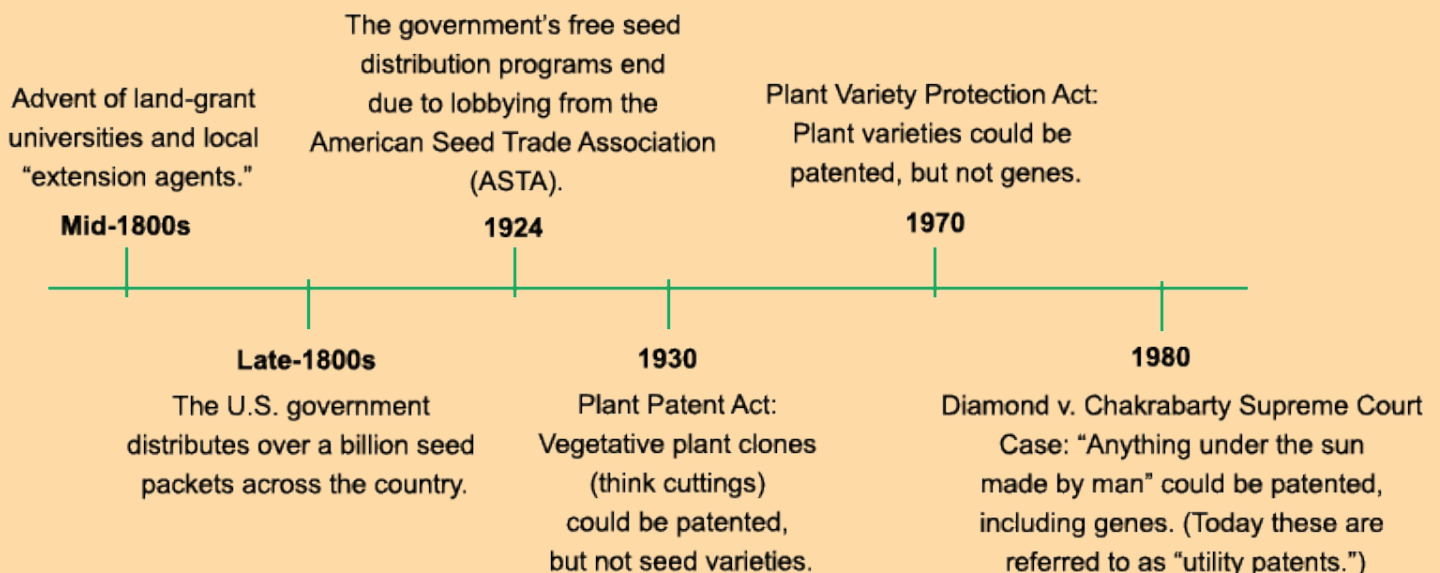 Advent of land-grant
universities and local
“extension agents.”
Mid-1800s
The U.S. government
distributes over a billion seed
packets across the country.
Late-1800s
The government’s free seed
distribution programs end
due to lobbying from the
American Seed Trade Association
(ASTA).
1924
1930
Plant Patent Act:
Vegetative plant clones
(think cuttings)
could be patented,
but not seed varieties.
Plant Variety Protection Act:
Plant varieties could be
patented, but not genes.
1970
1980
Diamond v. Chakrabarty Supreme Court
Case: “Anything under the sun
made by man” could be patented,
including genes. (Today these are
referred to as “utility patents.”)